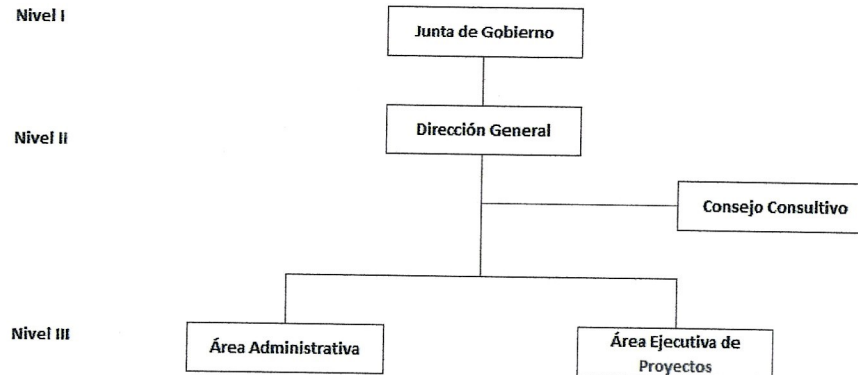 Nivel I
Junta de Gobierno
Nivel II
Dirección General
Consejo Consultivo
Nivel III
Área Administrativa
Área Ejecutiva de
Proyectos